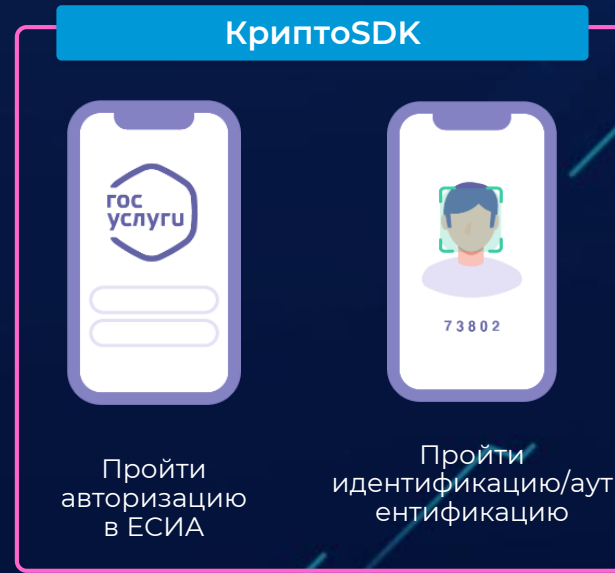 КриптоSDK
гос
услуги
73802
Пройти
авторизацию
в ЕСИА
Пройти
идентификацию/аут
ентификацию